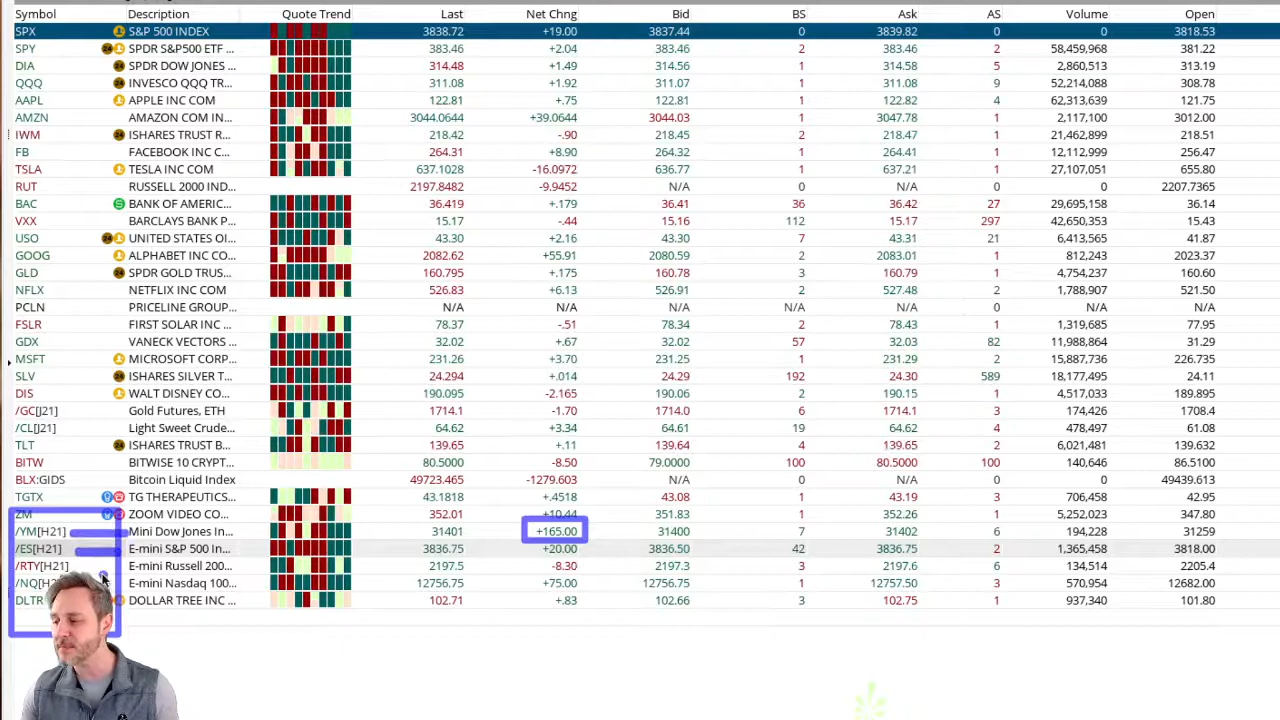 Symbol Description Quote Trend Last Net Chng Bid BS Ask AS Volume Open
SPX S&P 500 INDEX 3838.72 +19.00 3837.44 0 3839.82 0 0 3818.53
SPY 24 SPDR S&P500 ETF ... 383.46 +2.04 383.46 2 383.46 2 58,459,968 381.22
DIA 24 SPDR DOW JONES ... 314.48 +1.49 314.56 1 314.58 5 2,860,513 313.19
QQQ 24 INVESCO QQQ TR... 311.08 +1.92 311.07 1 311.08 9 52,214,088 308.78
AAPL APPLE INC COM 122.81 +.75 122.81 1 122.82 4 62,313,639 121.75
AMZN AMAZON COM IN... 3044.0644 +39.0644 3044.03 1 3047.78 1 2,117,100 3012.00
IWM 24 ISHARES TRUST R... 218.42 -.90 218.45 2 218.47 1 21,462,899 218.51
FB FACEBOOK INC C... 264.31 +8.90 264.32 1 264.41 1 12,112,999 256.47
TSLA TESLA INC COM 637.1028 -16.0972 636.77 1 637.21 1 27,107,051 655.80
RUT RUSSELL 2000 IND... 2197.8482 -9.9452 N/A 0 N/A 0 0 2207.7365
BAC S BANK OF AMERIC... 36.419 +.179 36.41 36 36.42 27 29,695,158 36.14
VXX BARCLAYS BANK P... 15.17 -.44 15.16 112 15.17 297 42,650,353 15.43
USO 24 UNITED STATES OI... 43.30 +2.16 43.30 7 43.31 21 6,413,565 41.87
GOOG ALPHABET INC CO... 2082.62 +55.91 2080.59 2 2083.01 1 812,243 2023.37
GLD 24 SPDR GOLD TRUS... 160.795 +.175 160.78 3 160.79 1 4,754,237 160.60
NFLX NETFLIX INC COM 526.83 +6.13 526.91 2 527.48 2 1,788,907 521.50
PCLN PRICELINE GROUP... N/A N/A N/A N/A N/A 0 N/A N/A
FSLR FIRST SOLAR INC ... 78.37 -.51 78.34 2 78.43 1 1,319,685 77.95
GDX VANECK VECTORS ... 32.02 +.67 32.02 57 32.03 82 11,988,864 31.29
MSFT MICROSOFT CORP... 231.26 +3.70 231.25 1 231.29 2 15,887,736 226.735
SLV 24 ISHARES SILVER T... 24.294 +.014 24.29 192 24.30 589 18,177,495 24.11
DIS WALT DISNEY CO... 190.095 -2.165 190.06 2 190.15 1 4,517,033 189.895
/GC[J21] Gold Futures, ETH 1714.1 -1.70 1714.0 6 1714.1 3 174,426 1708.4
/CL[J21] Light Sweet Crude... 64.62 +3.34 64.61 19 64.62 4 478,497 61.08
TLT 24 ISHARES TRUST B... 139.65 +.11 139.64 4 139.65 2 6,021,481 139.632
BITW BITWISE 10 CRYPT... 80.5000 -8.50 79.0000 100 80.5000 100 140,646 86.5100
BLX:GIDS Bitcoin Liquid Index 49723.465 -1279.603 N/A 0 N/A 0 0 49439.613
TGTX TG THERAPEUTICS... 43.1818 +.4518 43.08 1 43.19 3 706,458 42.95
ZM ZOOM VIDEO CO... 352.01 +10.44 351.83 1 352.26 1 5,252,023 347.80
/YM[H21] Mini Dow Jones In... 31401 +165.00 31400 7 31402 6 194,228 31259
/ES[H21] E-mini S&P 500 In... 3836.75 +20.00 3836.50 42 3836.75 2 1,365,458 3818.00
/RTY[H21] E-mini Russell 200... 2197.5 -8.30 2197.3 3 2197.6 6 134,514 2205.4
/NQ[H E-mini Nasdaq 100... 12756.75 +75.00 12756.75 1 12757.50 3 570,954 12682.00
DLTR DOLLAR TREE INC ... 102.71 +.83 102.66 3 102.75 1 937,340 101.80